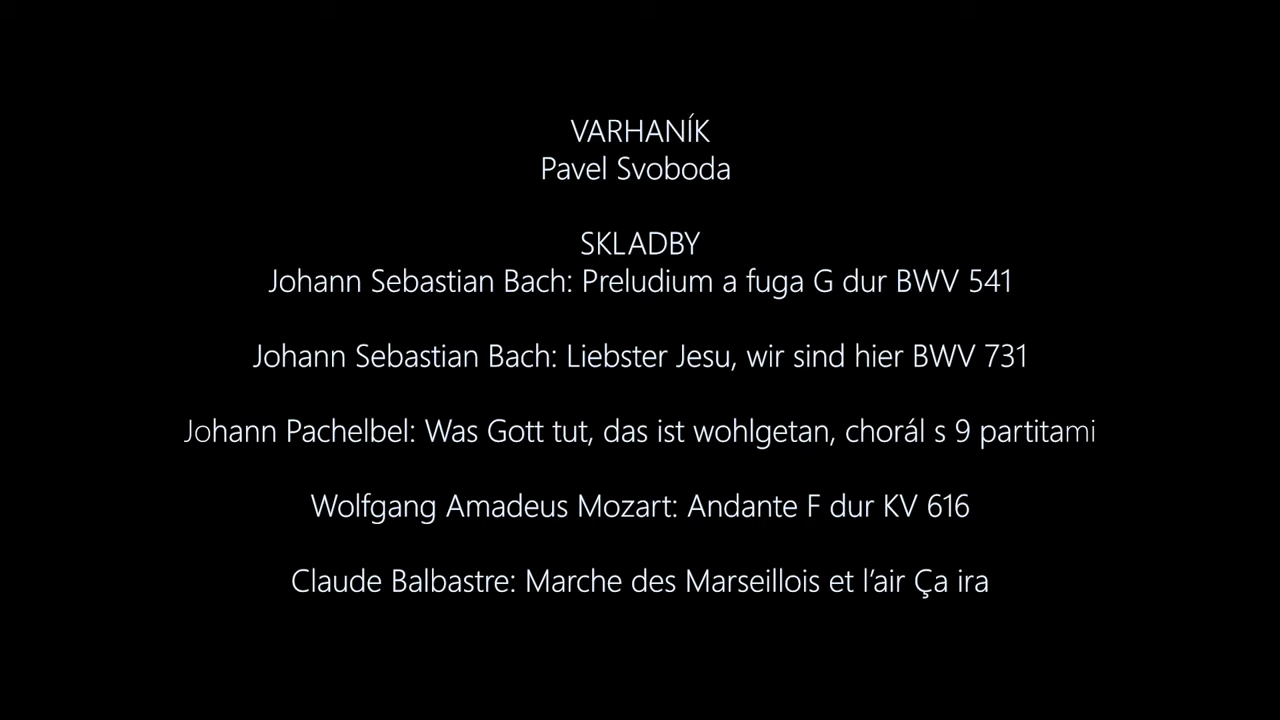 VARHANÍK
Pavel Svoboda
SKLADBY
Johann Sebastian Bach: Preludium a fuga G dur BWV 541
Johann Sebastian Bach: Liebster Jesu, wir sind hier BWV 731
Johann Pachelbel: Was Gott tut, das ist wohlgetan, chorál s 9 partitami
Wolfgang Amadeus Mozart: Andante F dur KV 616
Claude Balbastre: Marche des Marseillois et l’air Ça ira